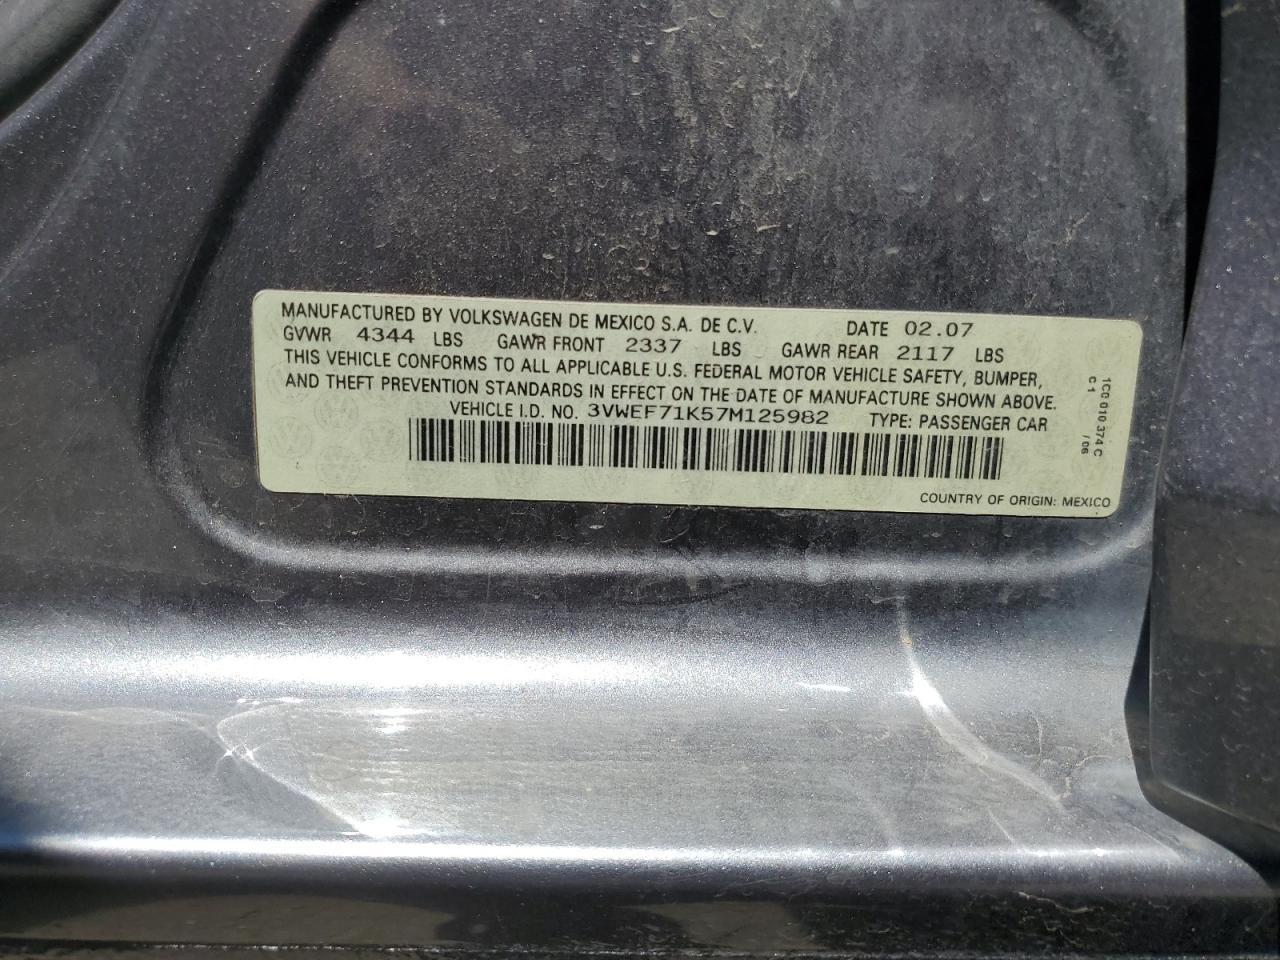 MANUFACTURED BY VOLKSWAGEN DE MEXICO S.A. DE C.V. DATE 02.07
GVWR 4344 LBS GAWR FRONT 2337 LBS GAWR REAR 2117 LBS
THIS VEHICLE CONFORMS TO ALL APPLICABLE U.S. FEDERAL MOTOR VEHICLE SAFETY, BUMPER,
AND THEFT PREVENTION STANDARDS IN EFFECT ON THE DATE OF MANUFACTURE SHOWN ABOVE.
VEHICLE I.D. NO. 3VWEF71K57M125982 TYPE: PASSENGER CAR
COUNTRY OF ORIGIN: MEXICO
1C0 010 374 C
C1 /06